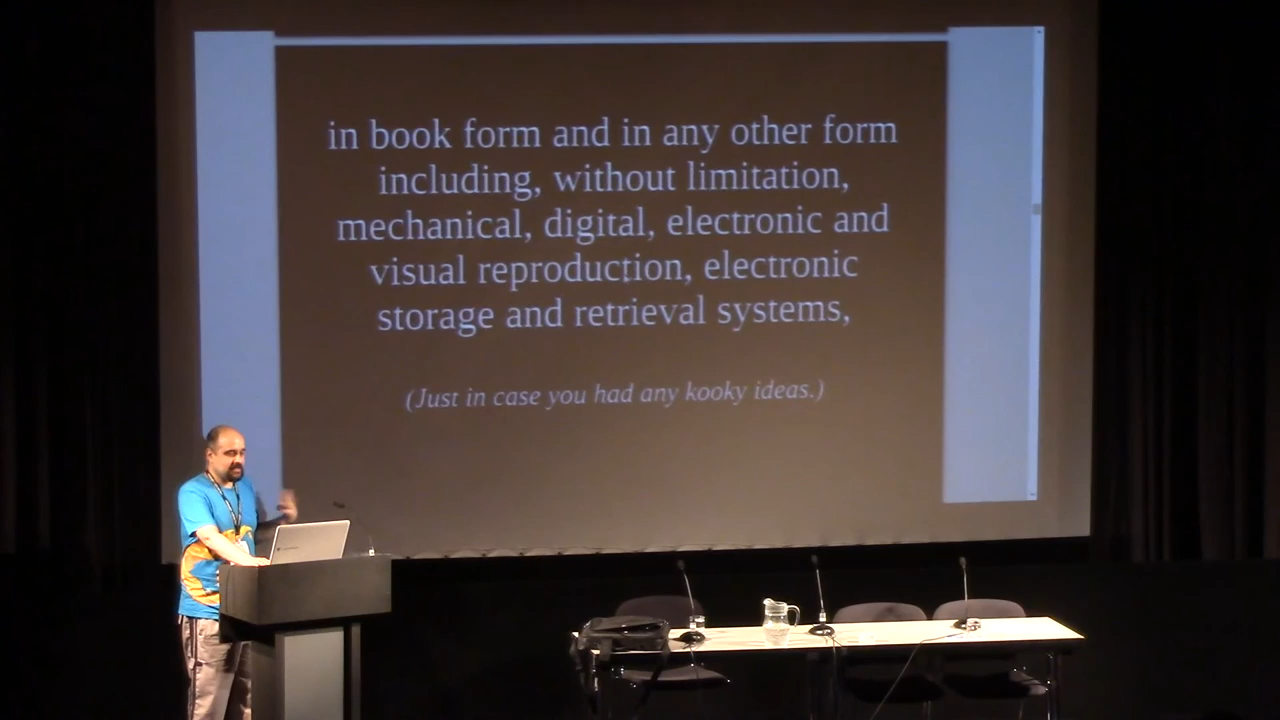 in book form and in any other form
including, without limitation,
mechanical, digital, electronic and
visual reproduction, electronic
storage and retrieval systems,
(Just in case you had any kooky ideas.)